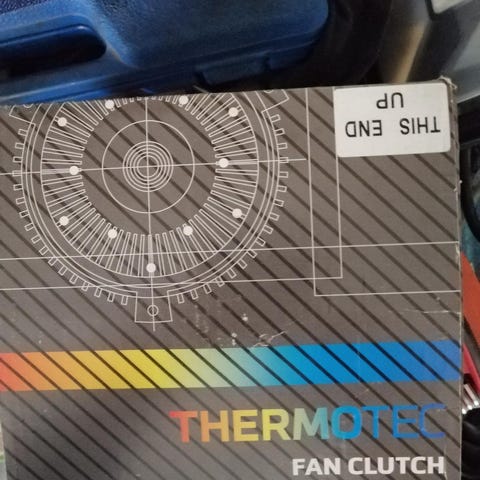 THIS END
UP
THERMOTEC
FAN CLUTCH